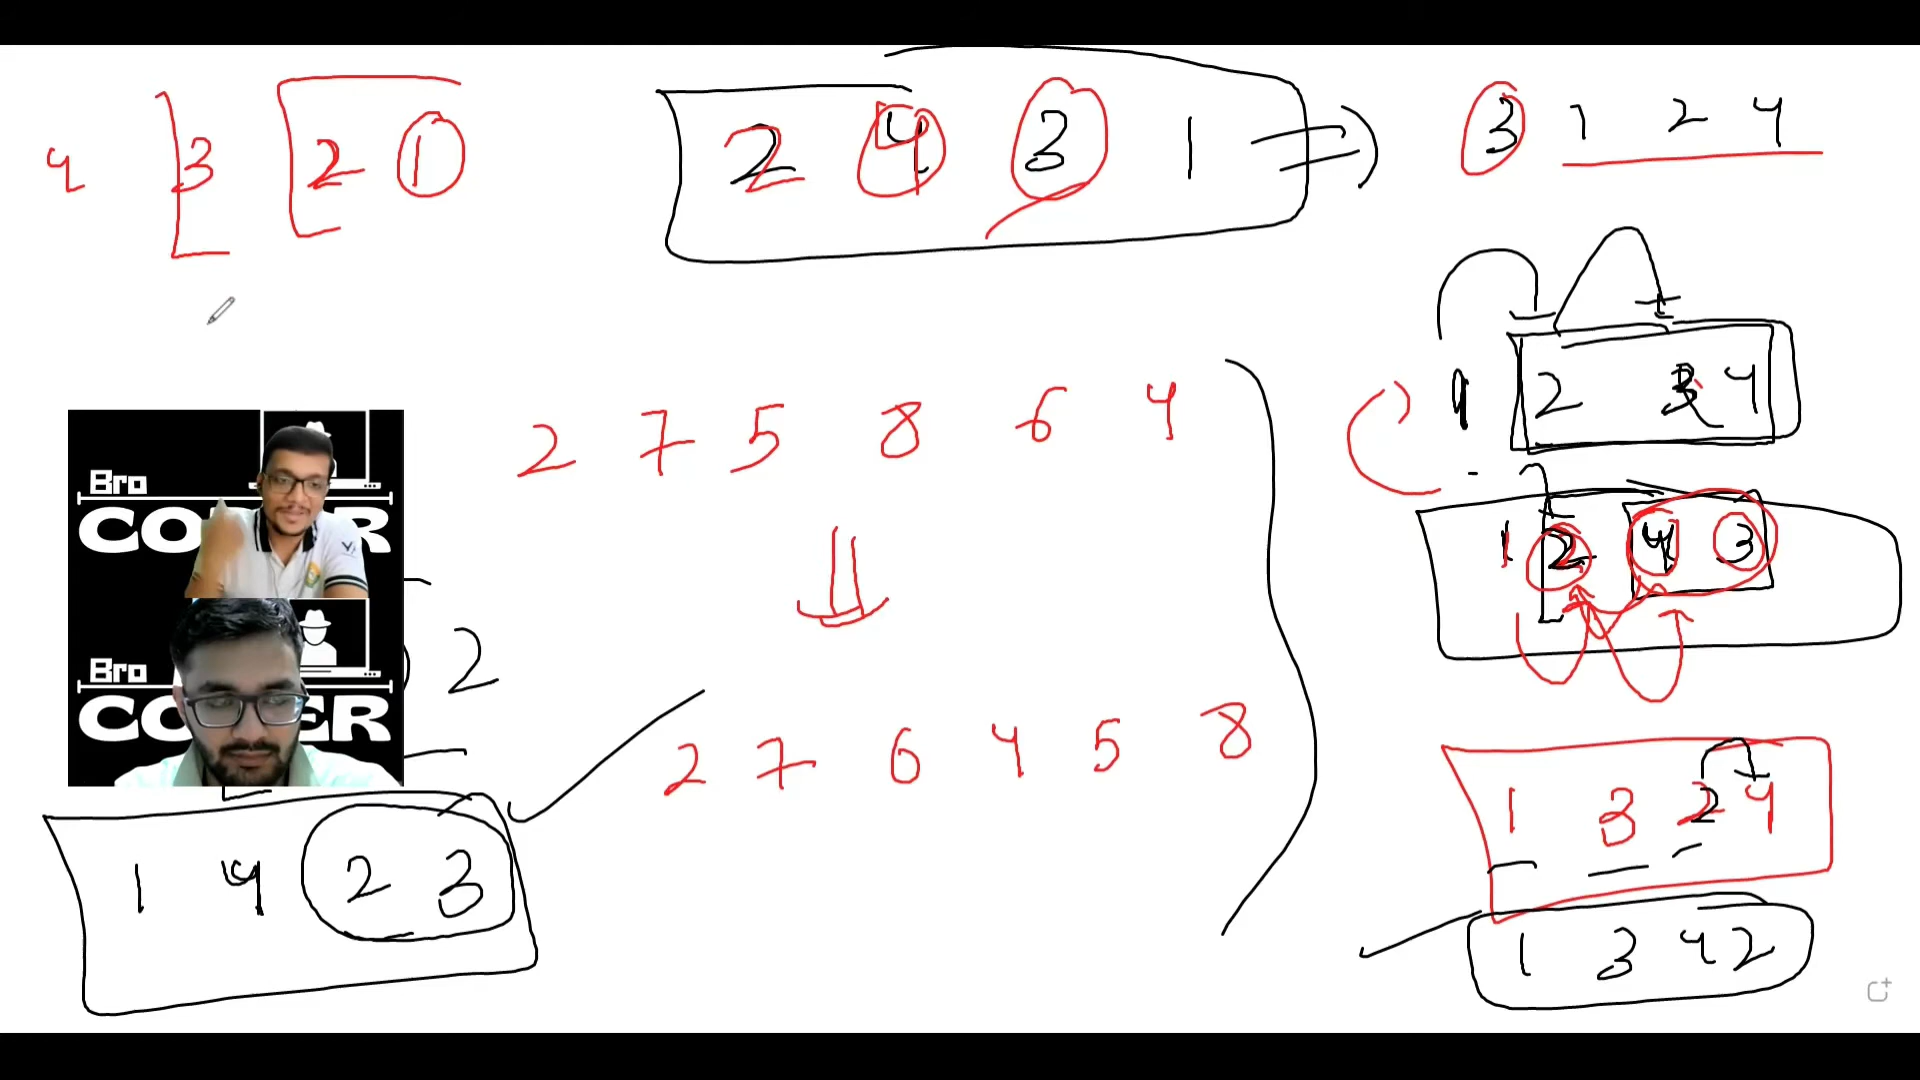 4 3 2 1
2 4 3 1
3 1 2 4
1 2 3 4
2 7 5 8 6 4
1 2 4 3
Bro
CODER
2
Bro
CODER
2 7 6 4 5 8
1 3 2 4
1 4 2 3
1 3 4 2